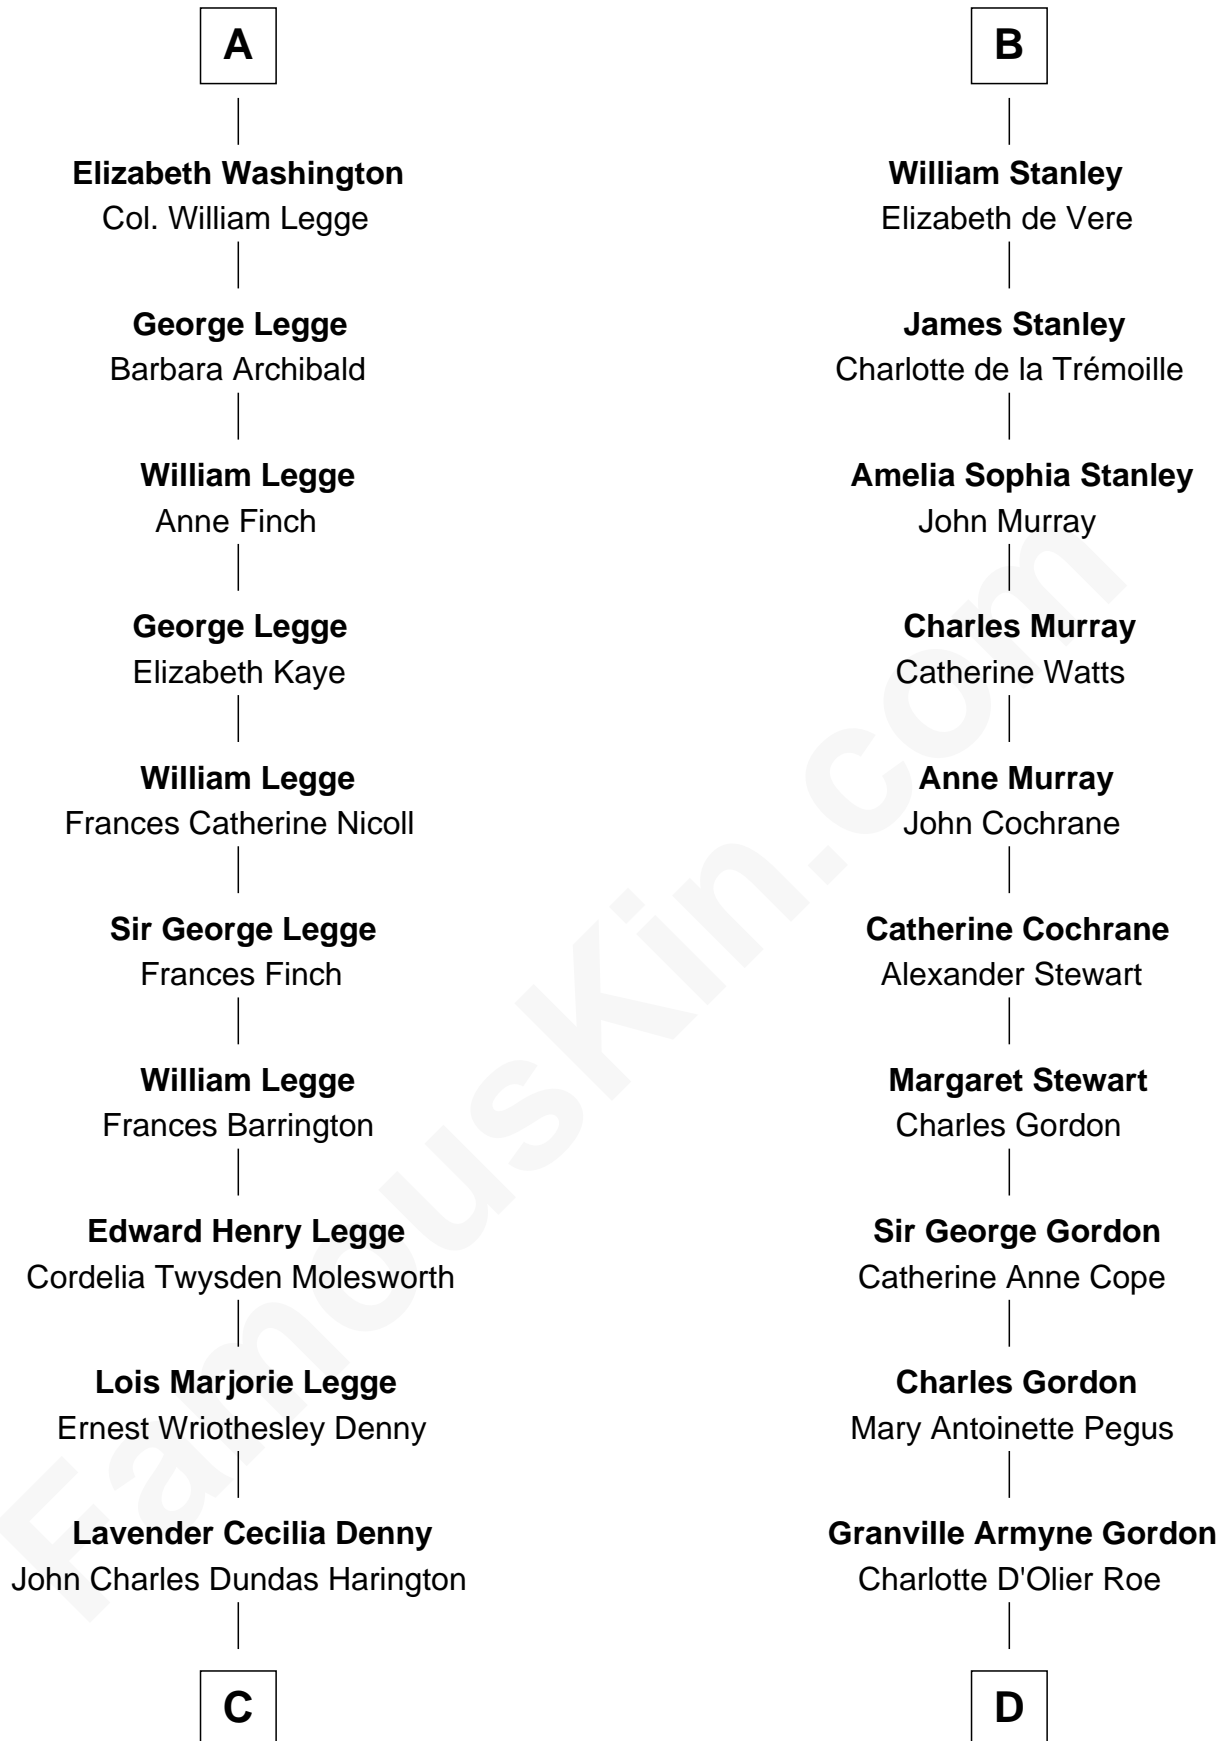 A
Elizabeth Washington
Col. William Legge
George Legge
Barbara Archibald
William Legge
Anne Finch
George Legge
Elizabeth Kaye
William Legge
Frances Catherine Nicoll
Sir George Legge
Frances Finch
William Legge
Frances Barrington
Edward Henry Legge
Cordelia Twysden Molesworth
Lois Marjorie Legge
Ernest Wriothesley Denny
Lavender Cecilia Denny
John Charles Dundas Harington
C
B
William Stanley
Elizabeth de Vere
James Stanley
Charlotte de la Trémoille
Amelia Sophia Stanley
John Murray
Charles Murray
Catherine Watts
Anne Murray
John Cochrane
Catherine Cochrane
Alexander Stewart
Margaret Stewart
Charles Gordon
Sir George Gordon
Catherine Anne Cope
Charles Gordon
Mary Antoinette Pegus
Granville Armyne Gordon
Charlotte D'Olier Roe
D
FamousKin.com